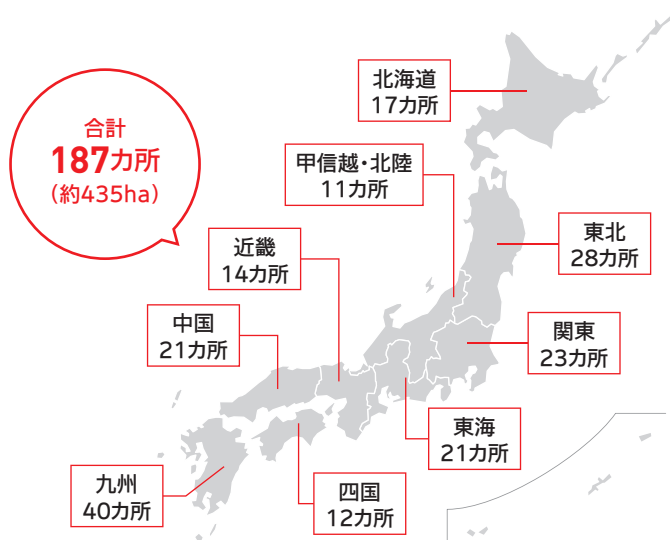 北海道
17カ所
合計
187カ所
(約435ha)
甲信越・北陸
11カ所
東北
28カ所
近畿
14カ所
中国
21カ所
関東
23カ所
東海
21カ所
九州
40カ所
四国
12カ所